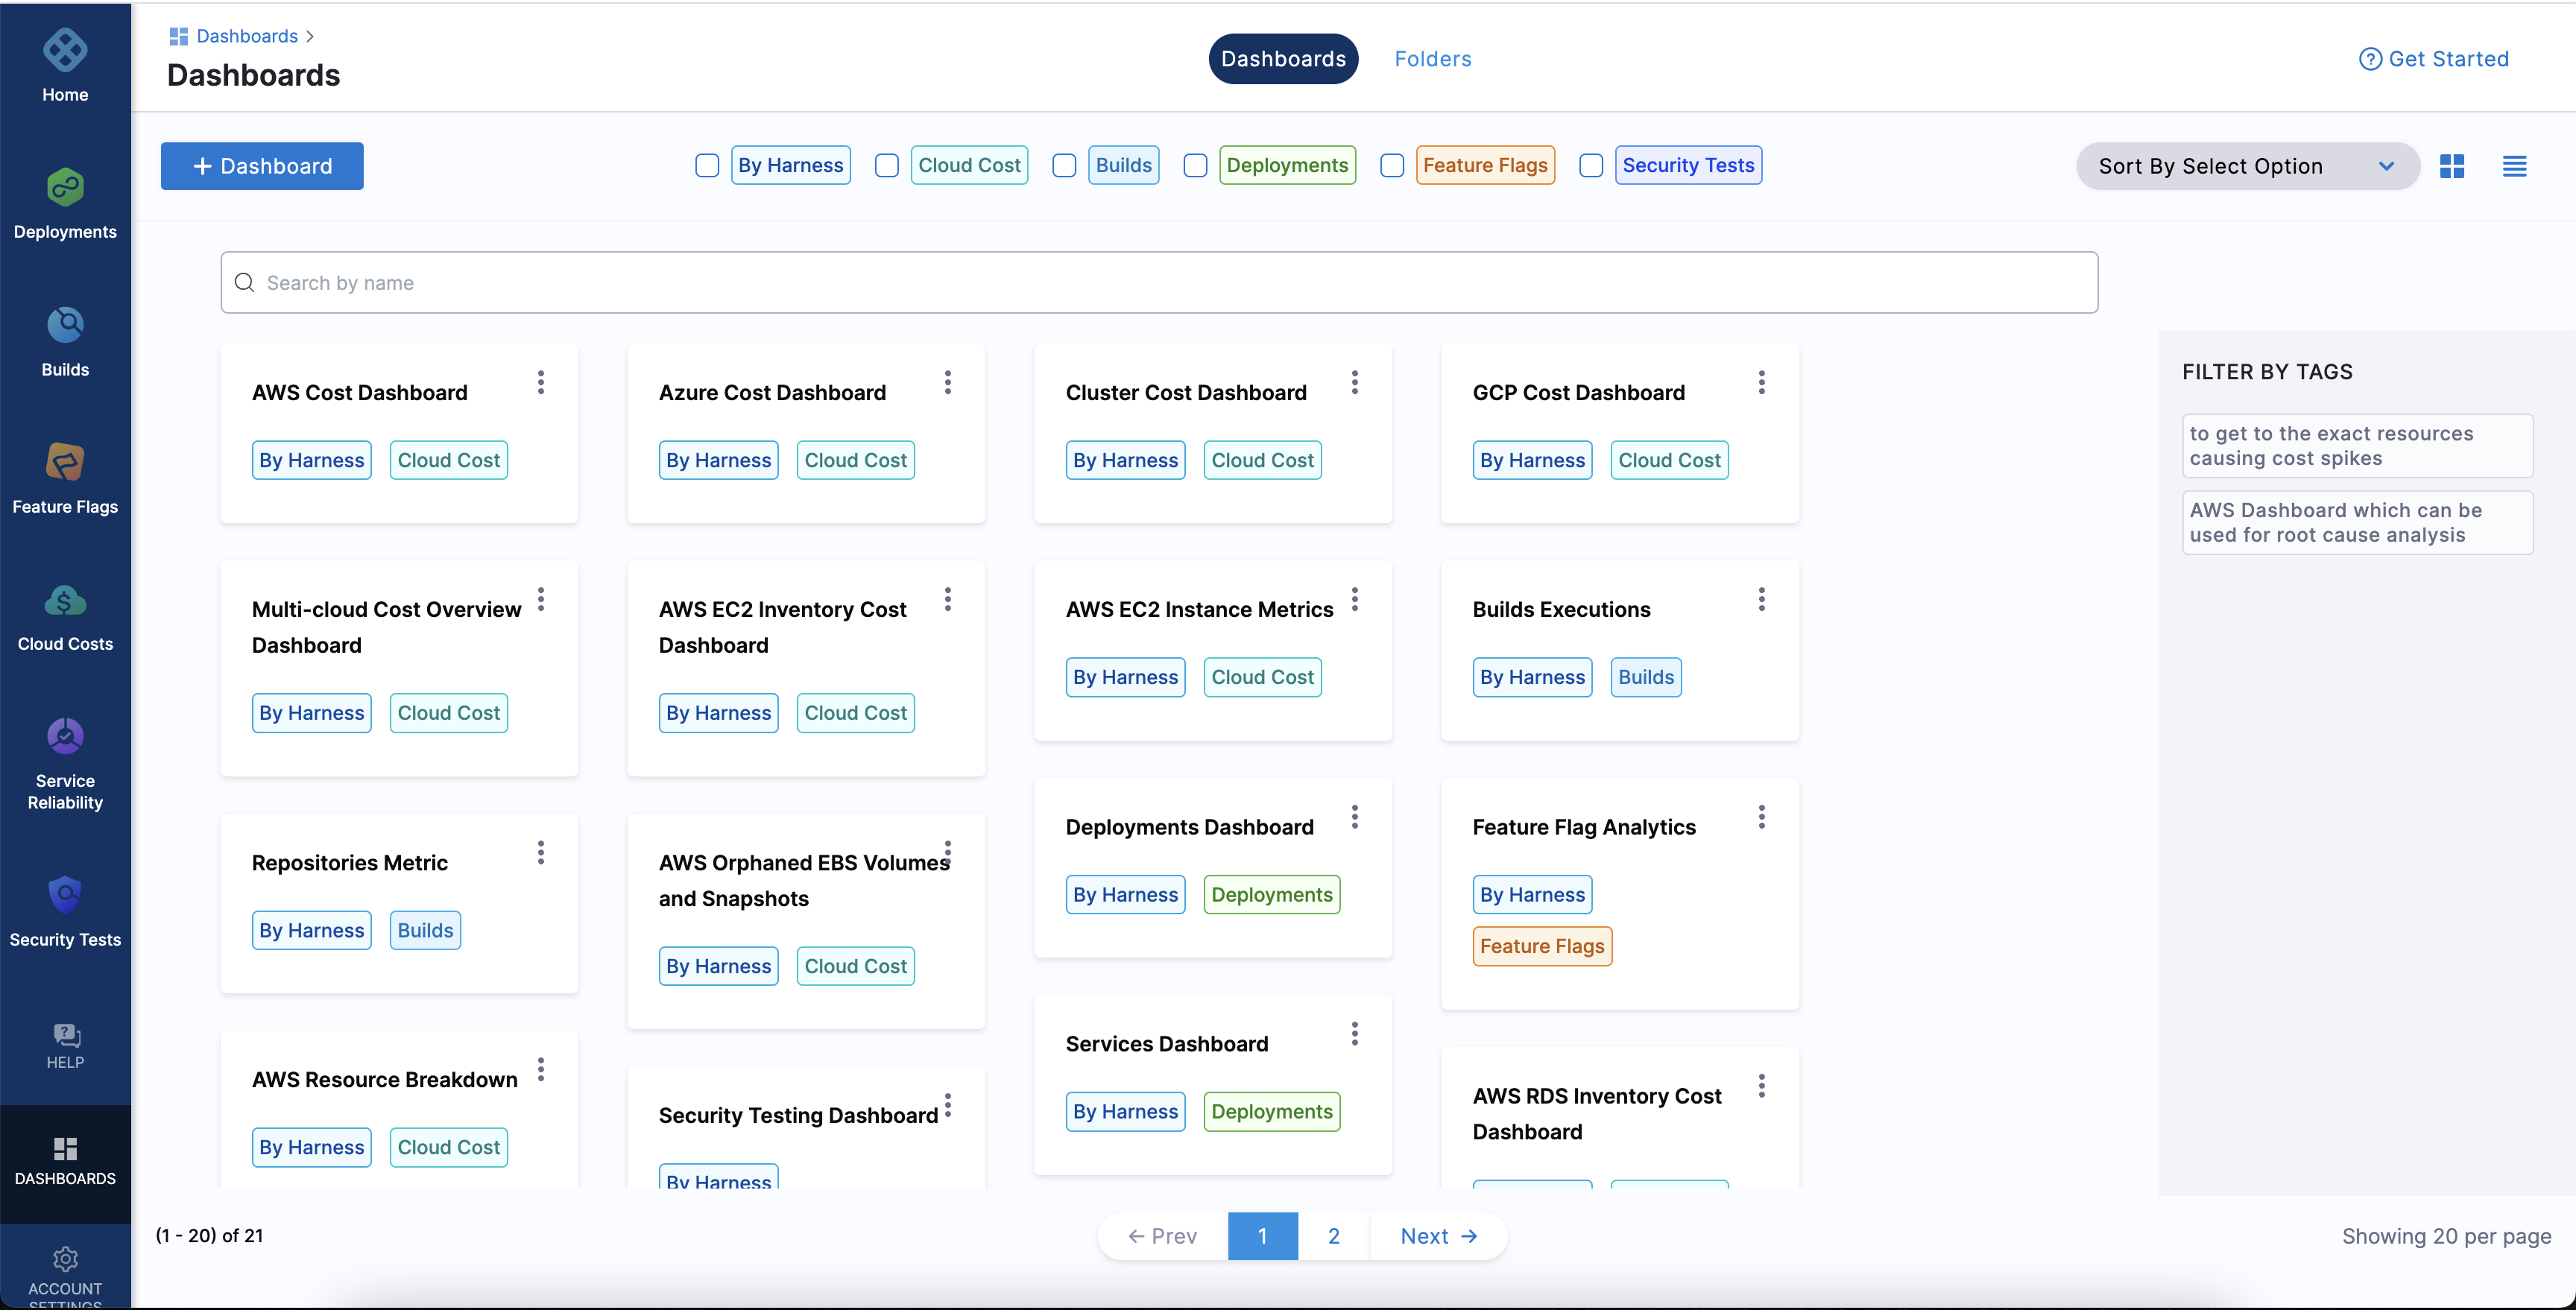 Home
Deployments
Builds
Feature Flags
Cloud Costs
Service
Reliability
Security Tests
HELP
DASHBOARDS
ACCOUNT
SETTINGS
Dashboards >
Dashboards
Dashboards
Folders
Get Started
+ Dashboard
By Harness
Cloud Cost
Builds
Deployments
Feature Flags
Security Tests
Sort By Select Option
Search by name
AWS Cost Dashboard
By Harness
Cloud Cost
Azure Cost Dashboard
By Harness
Cloud Cost
Cluster Cost Dashboard
By Harness
Cloud Cost
GCP Cost Dashboard
By Harness
Cloud Cost
Multi-cloud Cost Overview
Dashboard
By Harness
Cloud Cost
AWS EC2 Inventory Cost
Dashboard
By Harness
Cloud Cost
AWS EC2 Instance Metrics
By Harness
Cloud Cost
Builds Executions
By Harness
Builds
Repositories Metric
By Harness
Builds
AWS Orphaned EBS Volumes
and Snapshots
By Harness
Cloud Cost
Deployments Dashboard
By Harness
Deployments
Feature Flag Analytics
By Harness
Feature Flags
AWS Resource Breakdown
By Harness
Cloud Cost
Security Testing Dashboard
By Harness
Services Dashboard
By Harness
Deployments
AWS RDS Inventory Cost
Dashboard
FILTER BY TAGS
to get to the exact resources
causing cost spikes
AWS Dashboard which can be
used for root cause analysis
(1 - 20) of 21
← Prev
1
2
Next →
Showing 20 per page